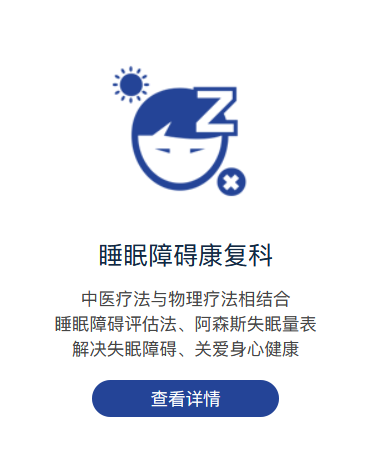 Z
睡眠障碍康复科
中医疗法与物理疗法相结合
睡眠障碍评估法、阿森斯失眠量表
解决失眠障碍、关爱身心健康
查看详情